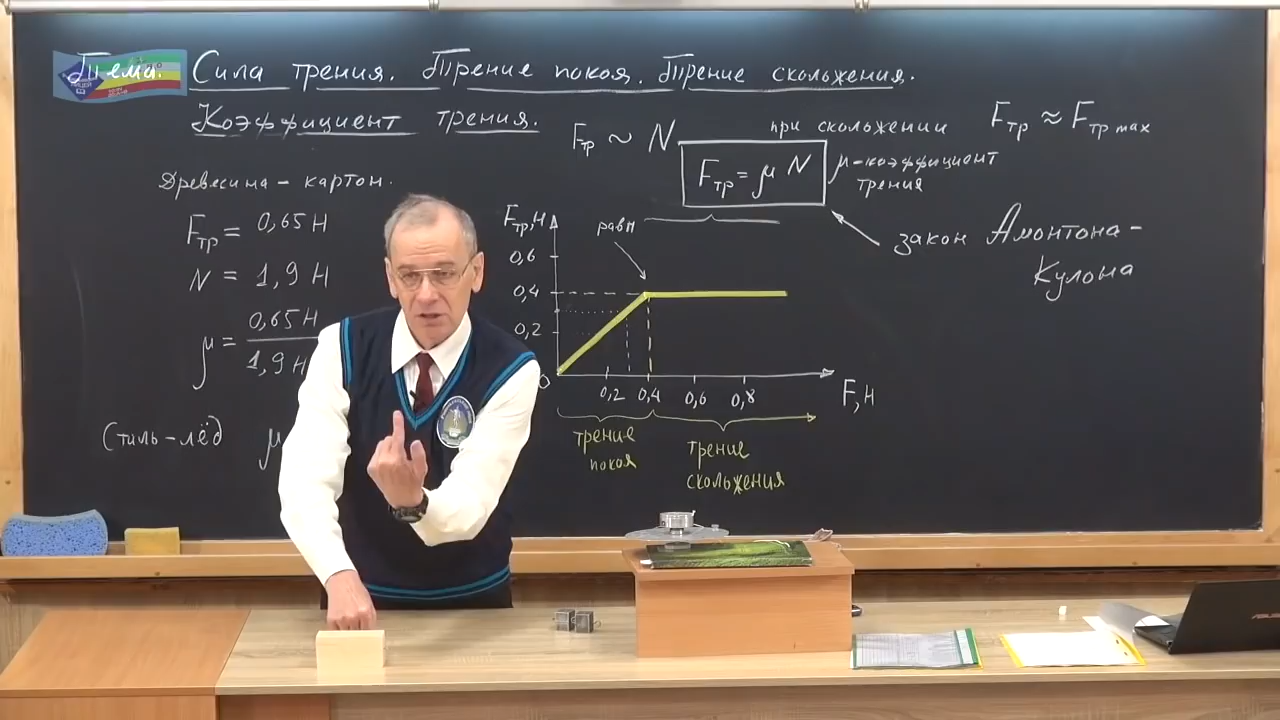 Тема. Сила трения. Трение покоя. Трение скольжения.
Коэффициент трения.
Fтр ~ N
при скольжении
Fтр ≈ Fтр max
Fтр = μ N
μ-коэффициент
трения
закон Амонтона-
Кулона
Древесина - картон.
Fтр = 0,65 Н
N = 1,9 Н
μ = 0,65 Н
1,9 Н
Сталь-лёд μ
Fтр, Н
равн
0,6
0,4
0,2
0
0,2 0,4 0,6 0,8
F, Н
трение
покоя
трение
скольжения